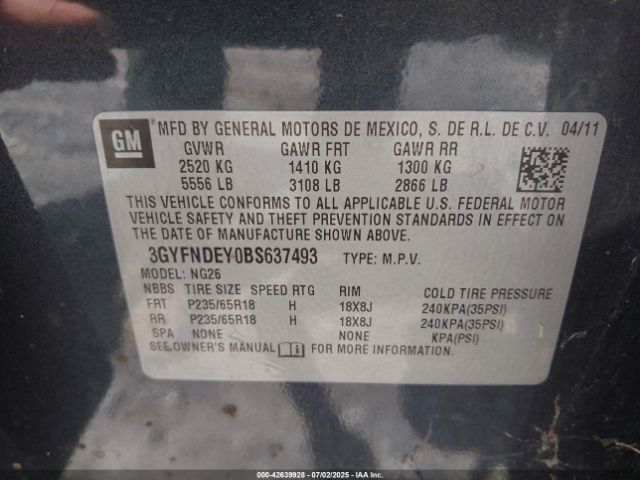 GM
MFD BY GENERAL MOTORS DE MEXICO, S. DE R.L. DE C.V. 04/11
GVWR GAWR FRT GAWR RR
2520 KG 1410 KG 1300 KG
5556 LB 3108 LB 2866 LB
THIS VEHICLE CONFORMS TO ALL APPLICABLE U.S. FEDERAL MOTOR
VEHICLE SAFETY AND THEFT PREVENTION STANDARDS IN EFFECT ON
THE DATE OF MANUFACTURE SHOWN ABOVE.
3GYFNDEY0BS637493 TYPE: M.P.V.
MODEL: NG26
NBBS TIRE SIZE SPEED RTG RIM COLD TIRE PRESSURE
FRT P235/65R18 H 18X8J 240KPA(35PSI)
RR P235/65R18 H 18X8J 240KPA(35PSI)
SPA NONE NONE KPA(PSI)
SEE OWNER'S MANUAL FOR MORE INFORMATION.
000-42639928 | 07/02/2025 - IAA Inc.